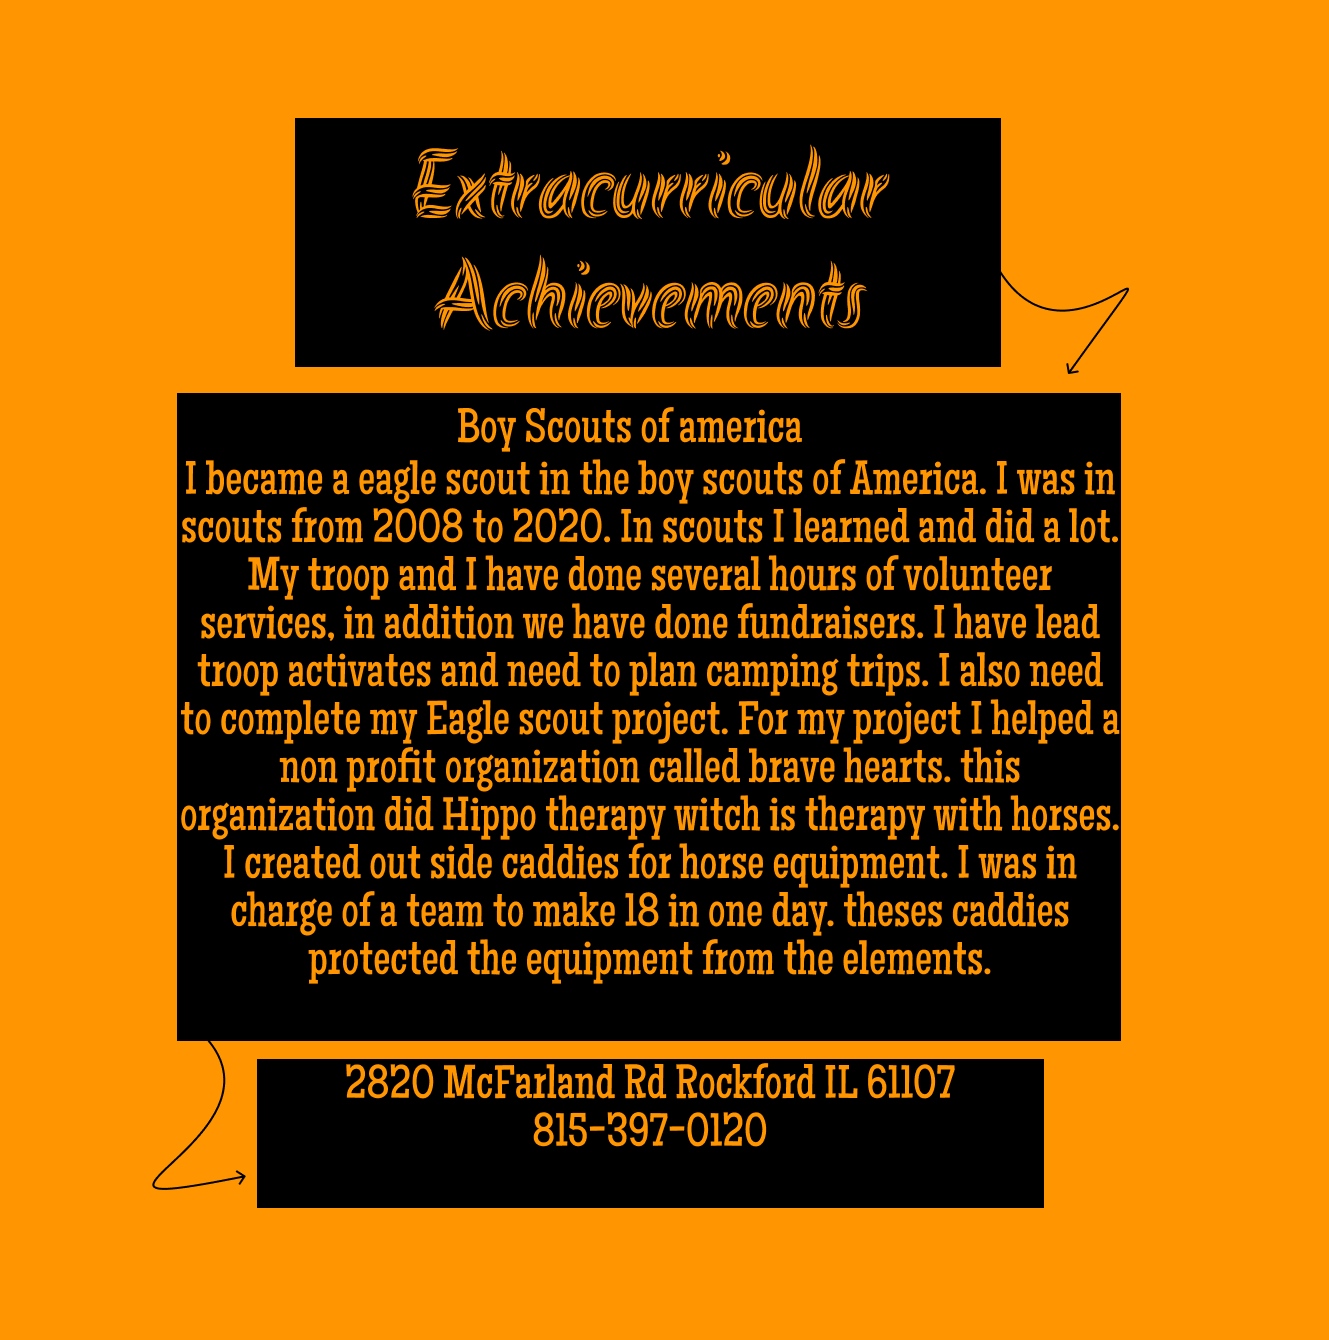 Extracurricular
Achievements
Boy Scouts of america
I became a eagle scout in the boy scouts of America. I was in
scouts from 2008 to 2020. In scouts I learned and did a lot.
My troop and I have done several hours of volunteer
services, in addition we have done fundraisers. I have lead
troop activates and need to plan camping trips. I also need
to complete my Eagle scout project. For my project I helped a
non profit organization called brave hearts. this
organization did Hippo therapy witch is therapy with horses.
I created out side caddies for horse equipment. I was in
charge of a team to make 18 in one day. theses caddies
protected the equipment from the elements.
2820 McFarland Rd Rockford IL 61107
815-397-0120